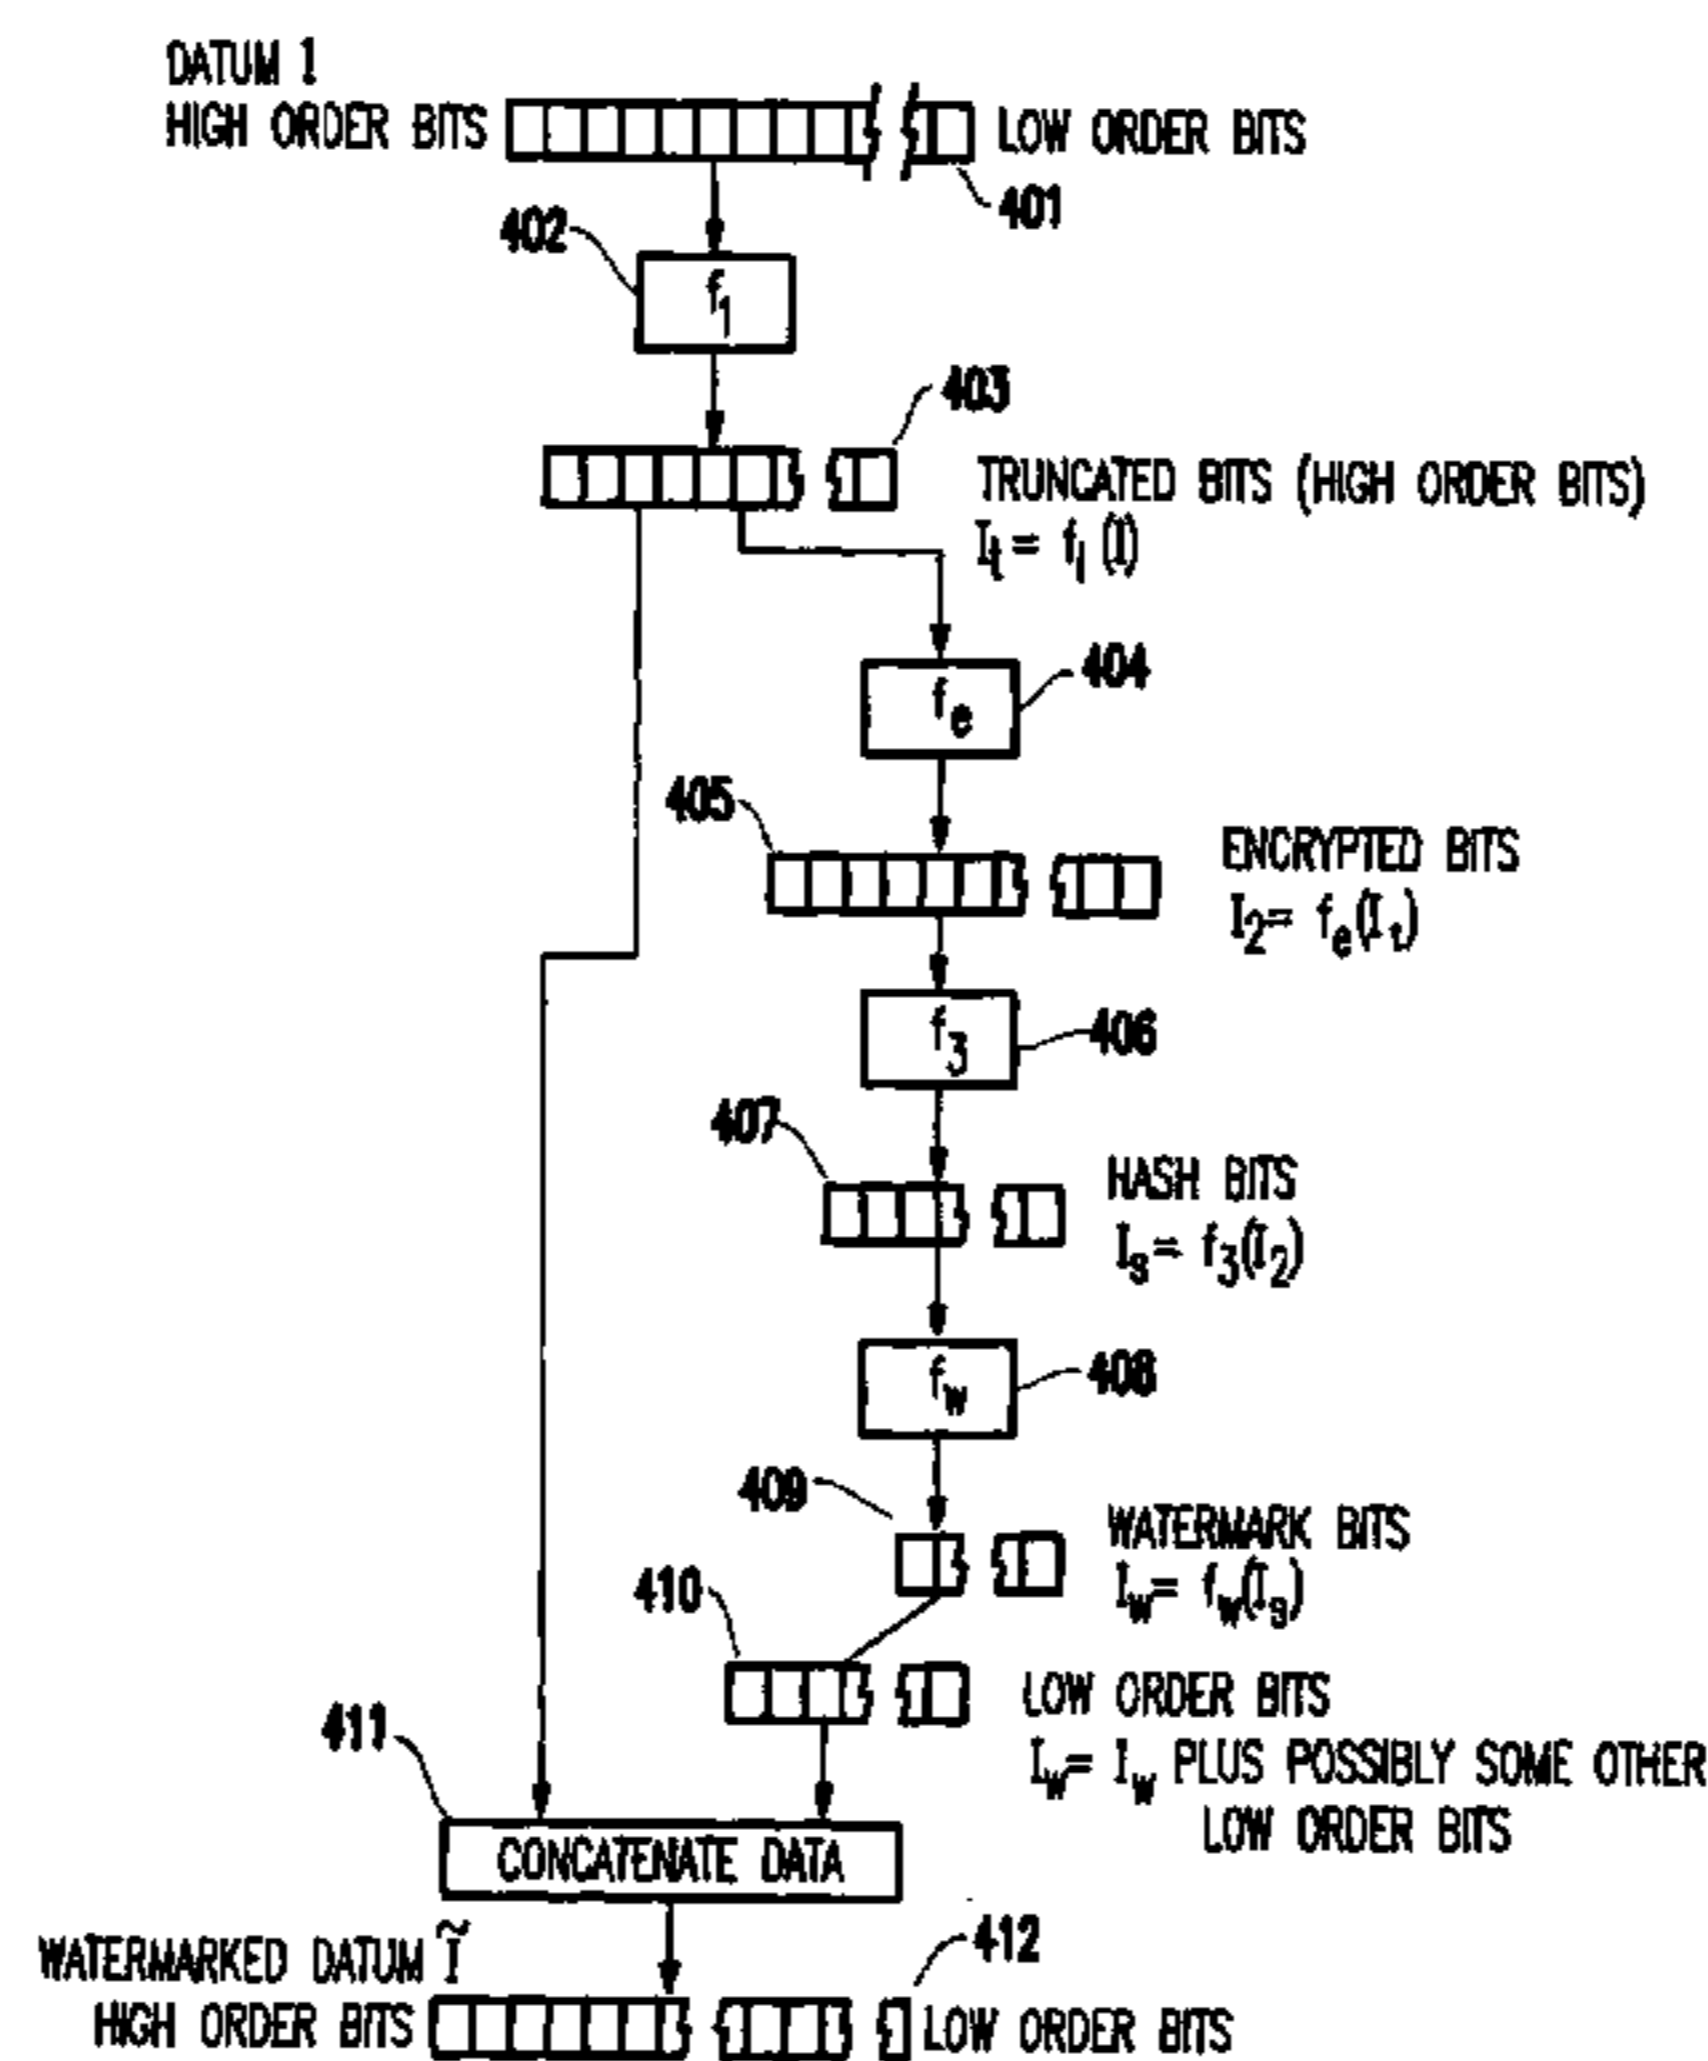 DATUM I
HIGH ORDER BITS
LOW ORDER BITS
401
402
f1
403
TRUNCATED BITS (HIGH ORDER BITS)
It = f1 (I)
404
fe
405
ENCRYPTED BITS
I2= fe(It)
f3
406
407
HASH BITS
Is= f3(I2)
fw
408
409
WATERMARK BITS
Iw= fw(Is)
410
LOW ORDER BITS
Iw= Iw PLUS POSSIBLY SOME OTHER
LOW ORDER BITS
411
CONCATENATE DATA
WATERMARKED DATUM Ĩ
412
HIGH ORDER BITS
LOW ORDER BITS